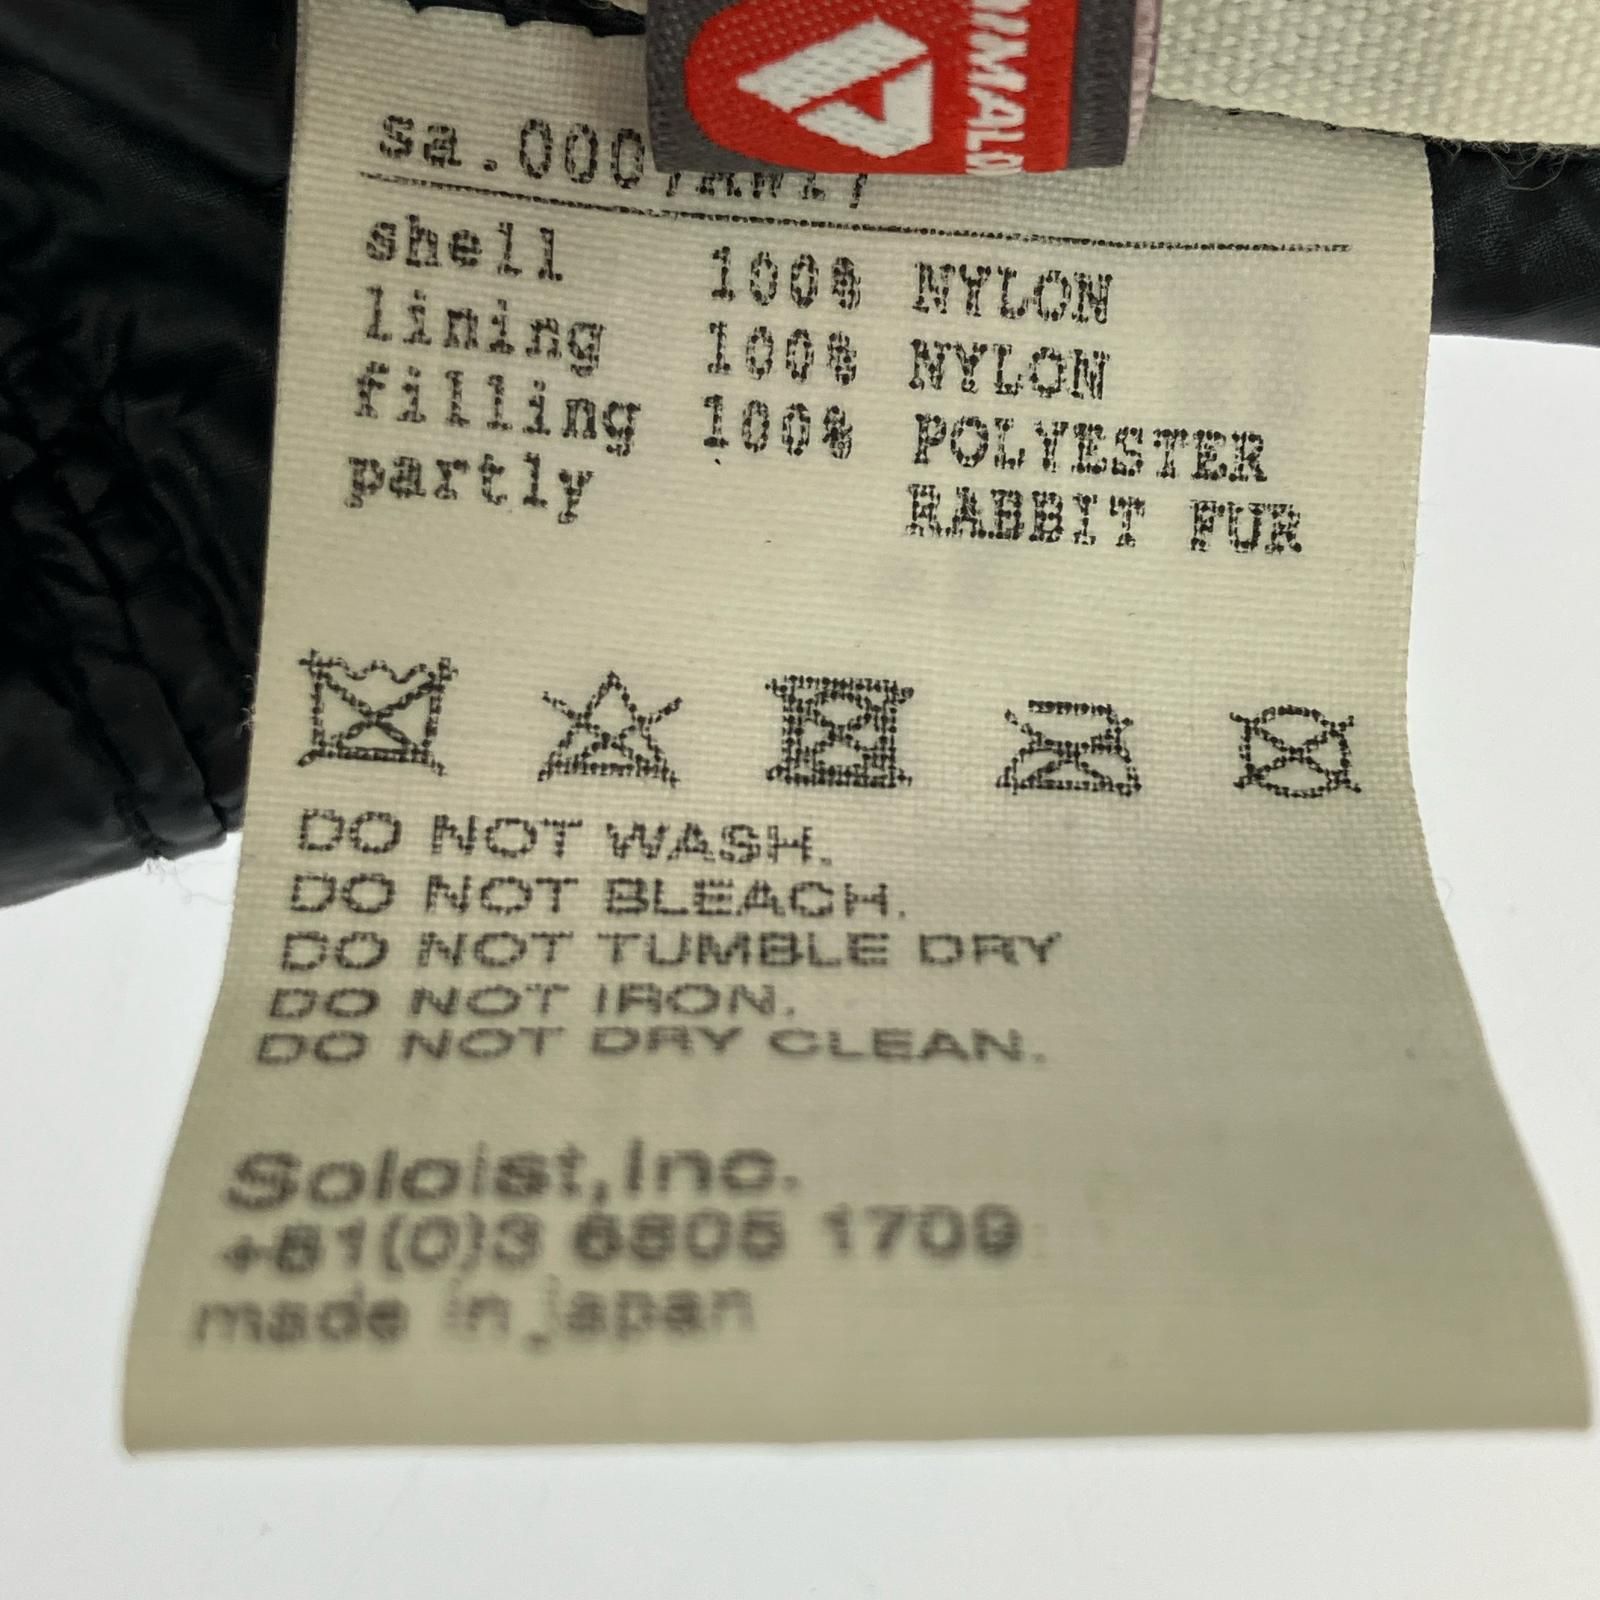 sa.000
shell 100% NYLON
lining 100% NYLON
filling 100% POLYESTER
partly RABBIT FUR
DO NOT WASH.
DO NOT BLEACH.
DO NOT TUMBLE DRY
DO NOT IRON.
DO NOT DRY CLEAN.
Soloist,Inc.
+81(0)3 6805 1709
made in japan